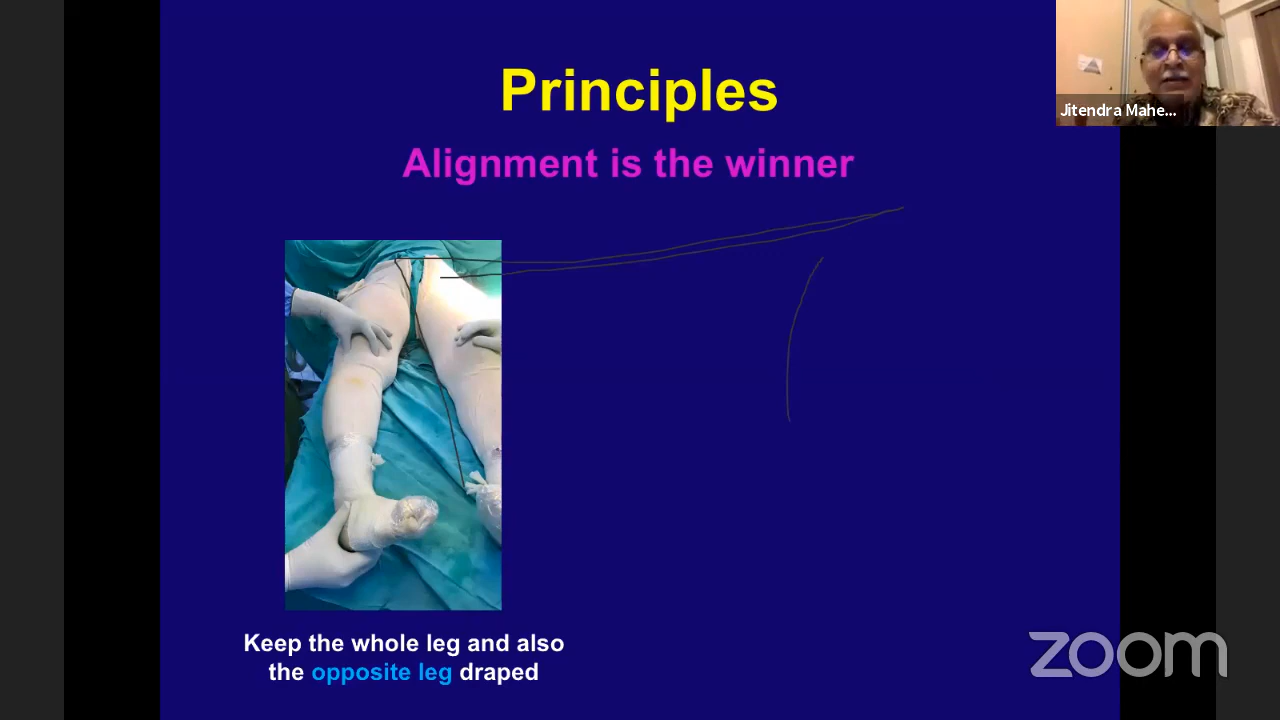 Principles
Alignment is the winner
Jitendra Mahe...
Keep the whole leg and also
the opposite leg draped
zoom